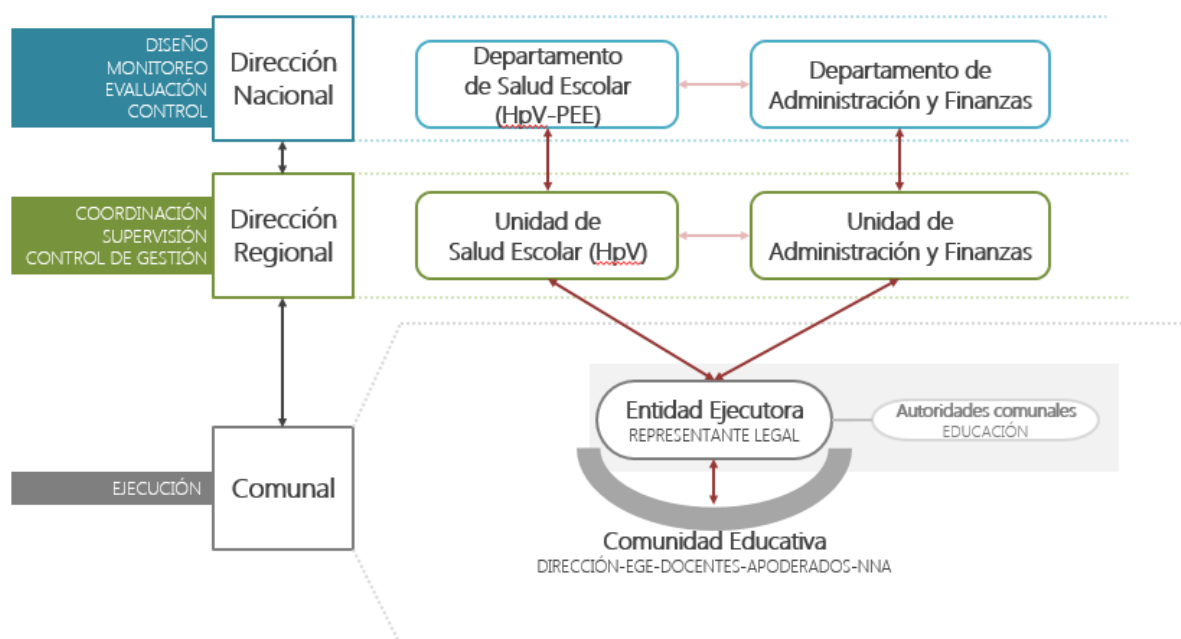 DISEÑO
MONITOREO
EVALUACIÓN
CONTROL
Dirección
Nacional
Departamento
de Salud Escolar
(HpV-PEE)
Departamento de
Administración y Finanzas
COORDINACIÓN
SUPERVISIÓN
CONTROL DE GESTIÓN
Dirección
Regional
Unidad de
Salud Escolar (HpV)
Unidad de
Administración y Finanzas
EJECUCIÓN
Comunal
Entidad Ejecutora
REPRESENTANTE LEGAL
Autoridades comunales
EDUCACIÓN
Comunidad Educativa
DIRECCIÓN-EGE-DOCENTES-APODERADOS-NNA